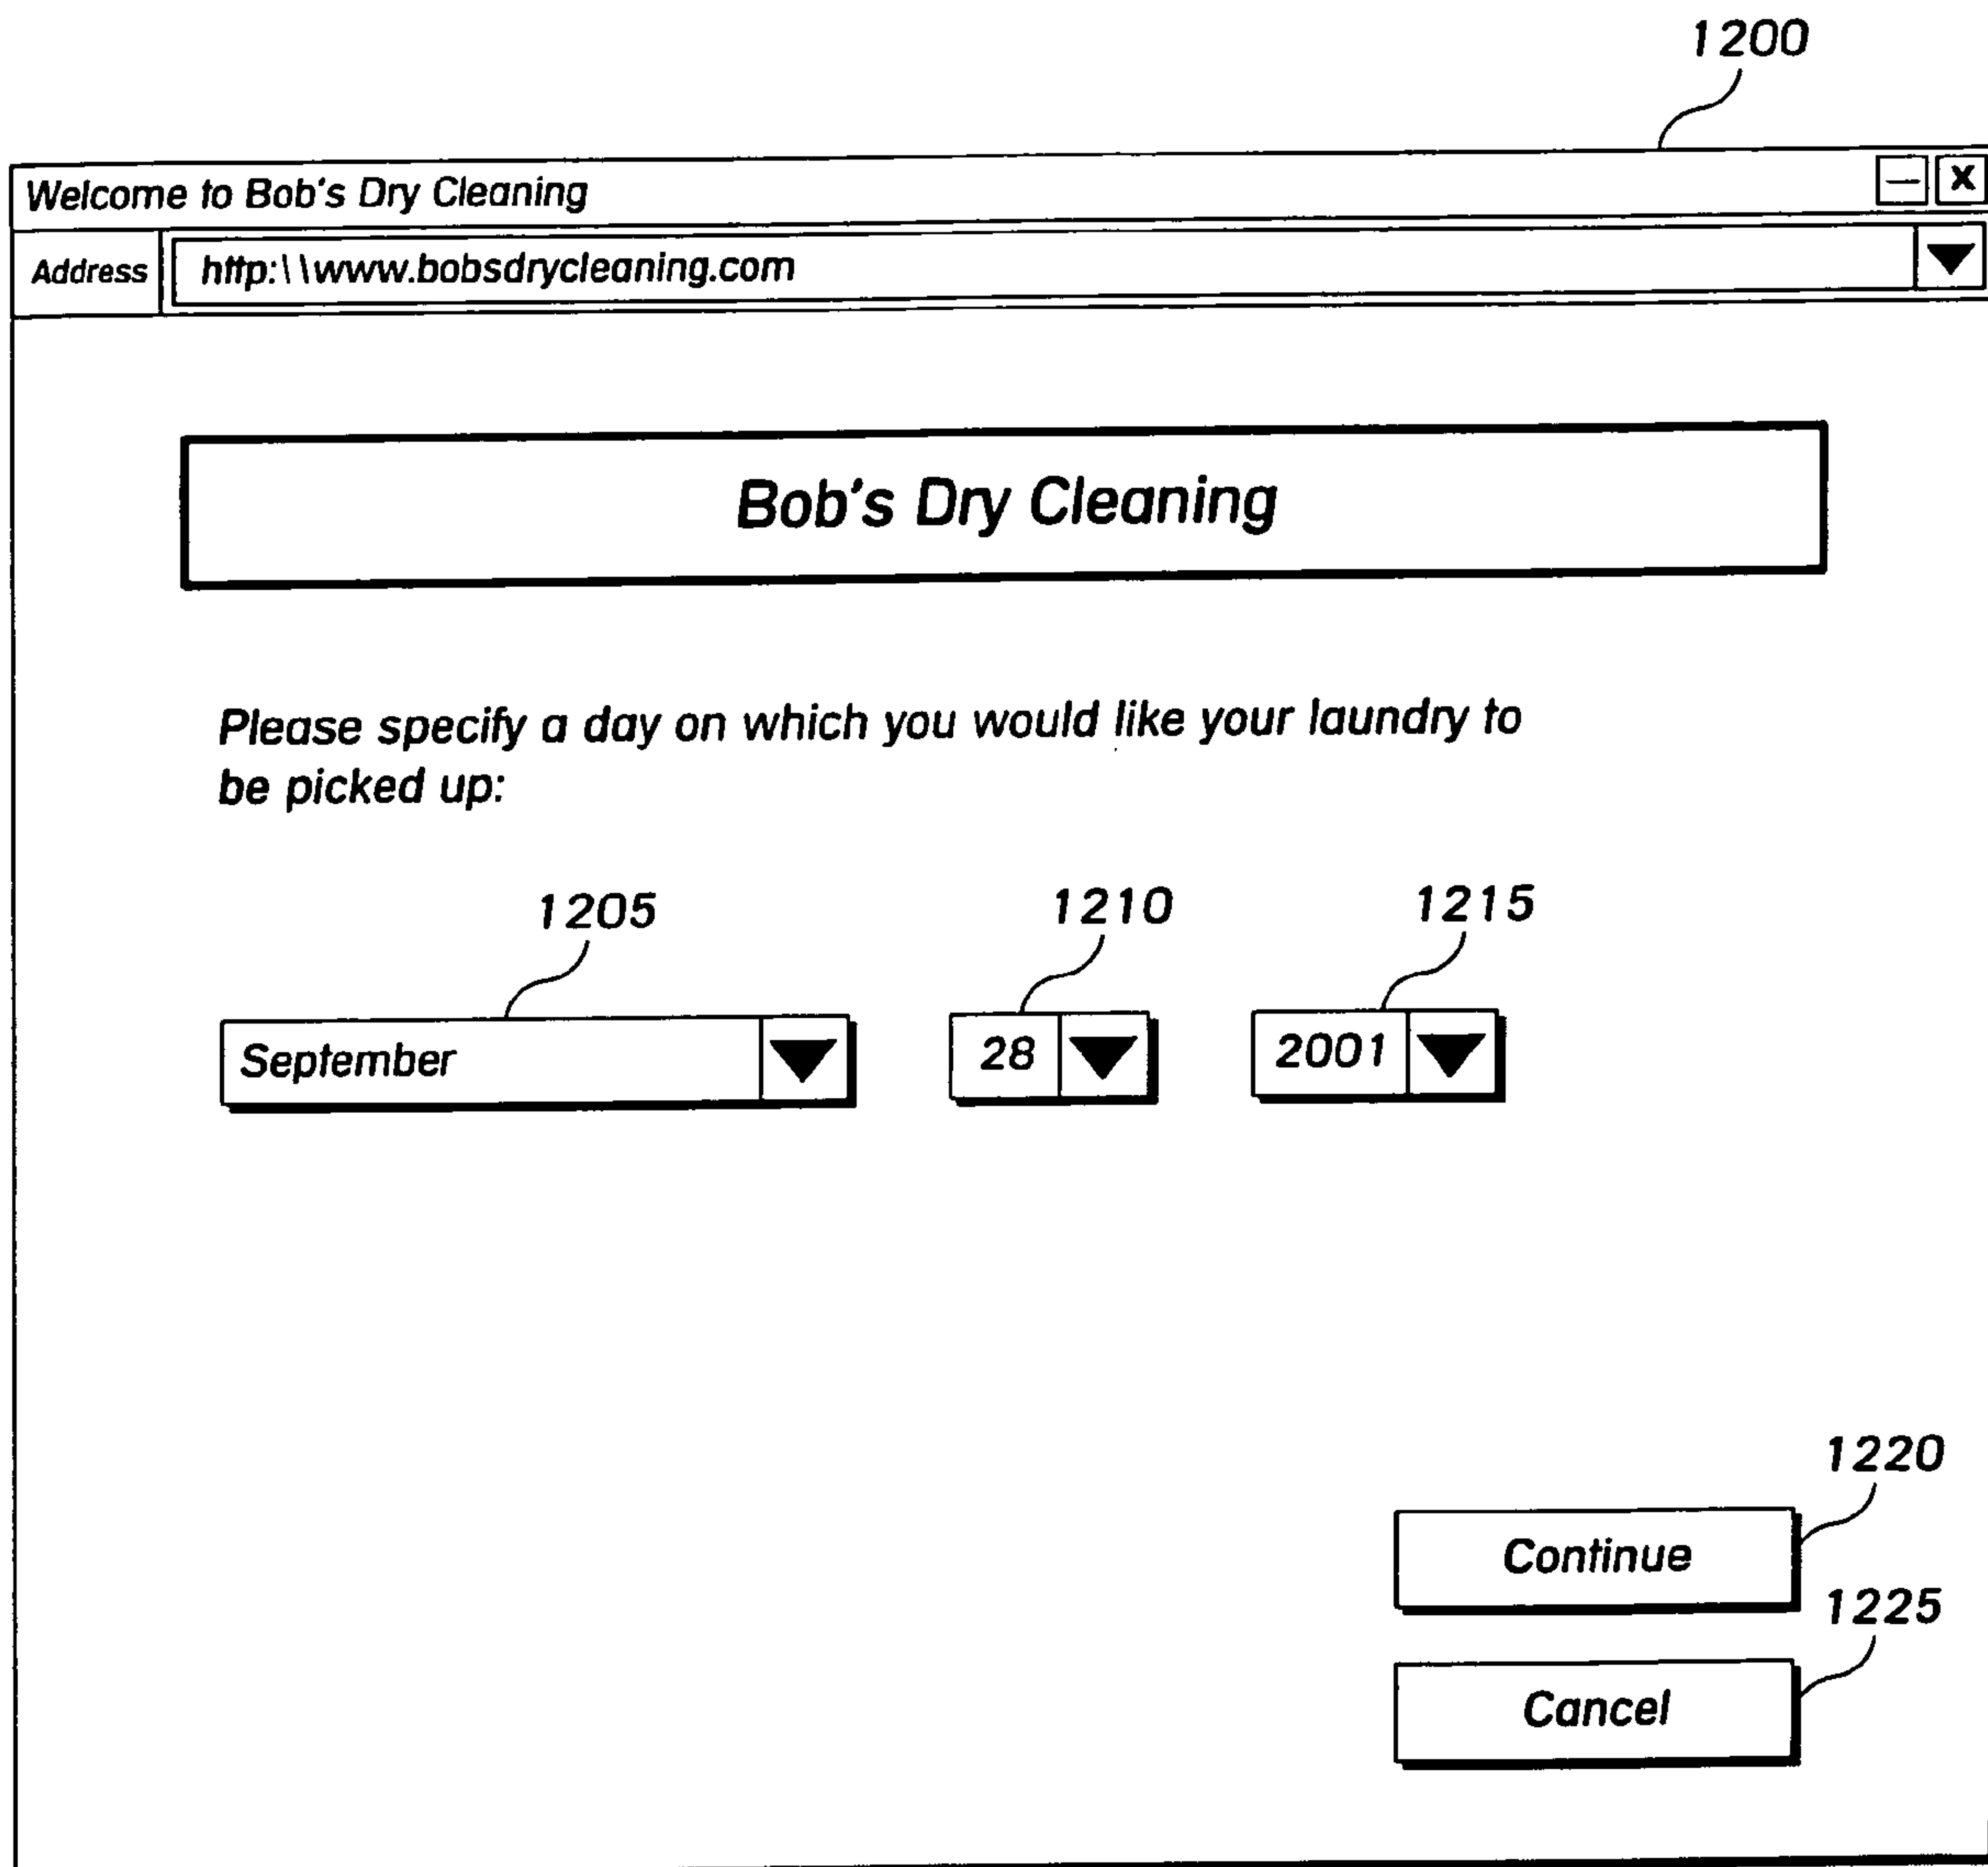 1200
Welcome to Bob's Dry Cleaning — X
Address http:\\www.bobsdrycleaning.com
Bob's Dry Cleaning
Please specify a day on which you would like your laundry to
be picked up:
1205 1210 1215
September 28 2001
1220
Continue
1225
Cancel